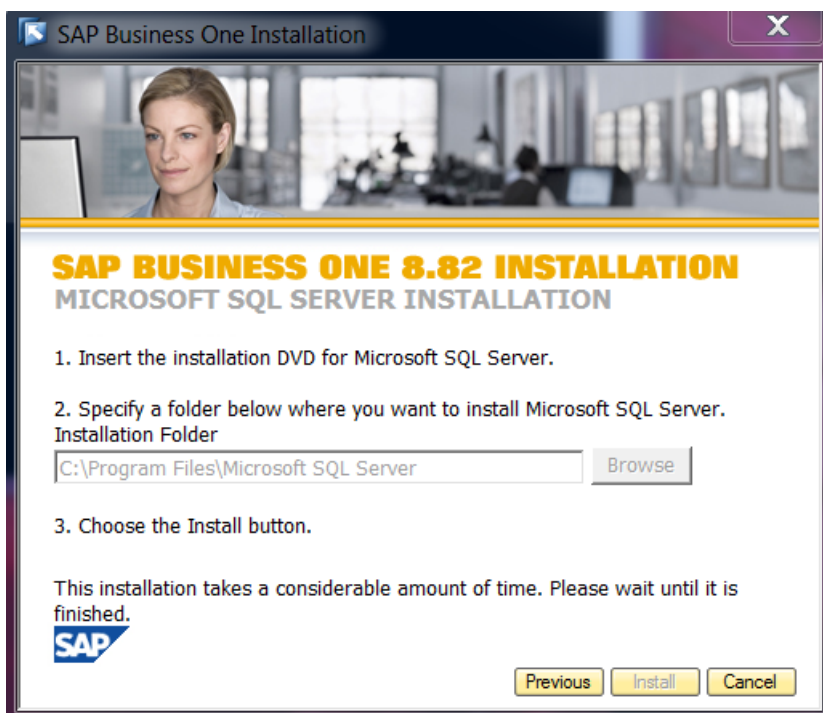 SAP Business One Installation
X
SAP BUSINESS ONE 8.82 INSTALLATION
MICROSOFT SQL SERVER INSTALLATION
1. Insert the installation DVD for Microsoft SQL Server.
2. Specify a folder below where you want to install Microsoft SQL Server.
Installation Folder
C:\Program Files\Microsoft SQL Server
Browse
3. Choose the Install button.
This installation takes a considerable amount of time. Please wait until it is
finished.
SAP
Previous Install Cancel